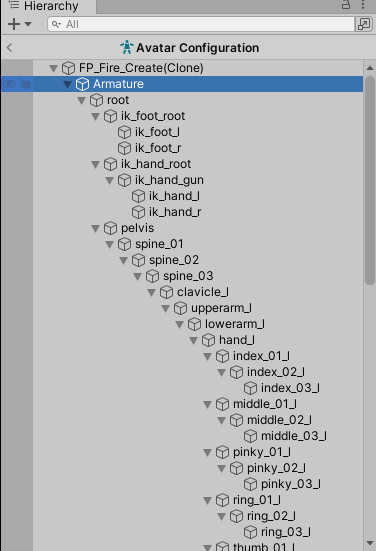 Hierarchy
All
Avatar Configuration
FP_Fire_Create(Clone)
Armature
root
ik_foot_root
ik_foot_l
ik_foot_r
ik_hand_root
ik_hand_gun
ik_hand_l
ik_hand_r
pelvis
spine_01
spine_02
spine_03
clavicle_l
upperarm_l
lowerarm_l
hand_l
index_01_l
index_02_l
index_03_l
middle_01_l
middle_02_l
middle_03_l
pinky_01_l
pinky_02_l
pinky_03_l
ring_01_l
ring_02_l
ring_03_l
thumb_01_l